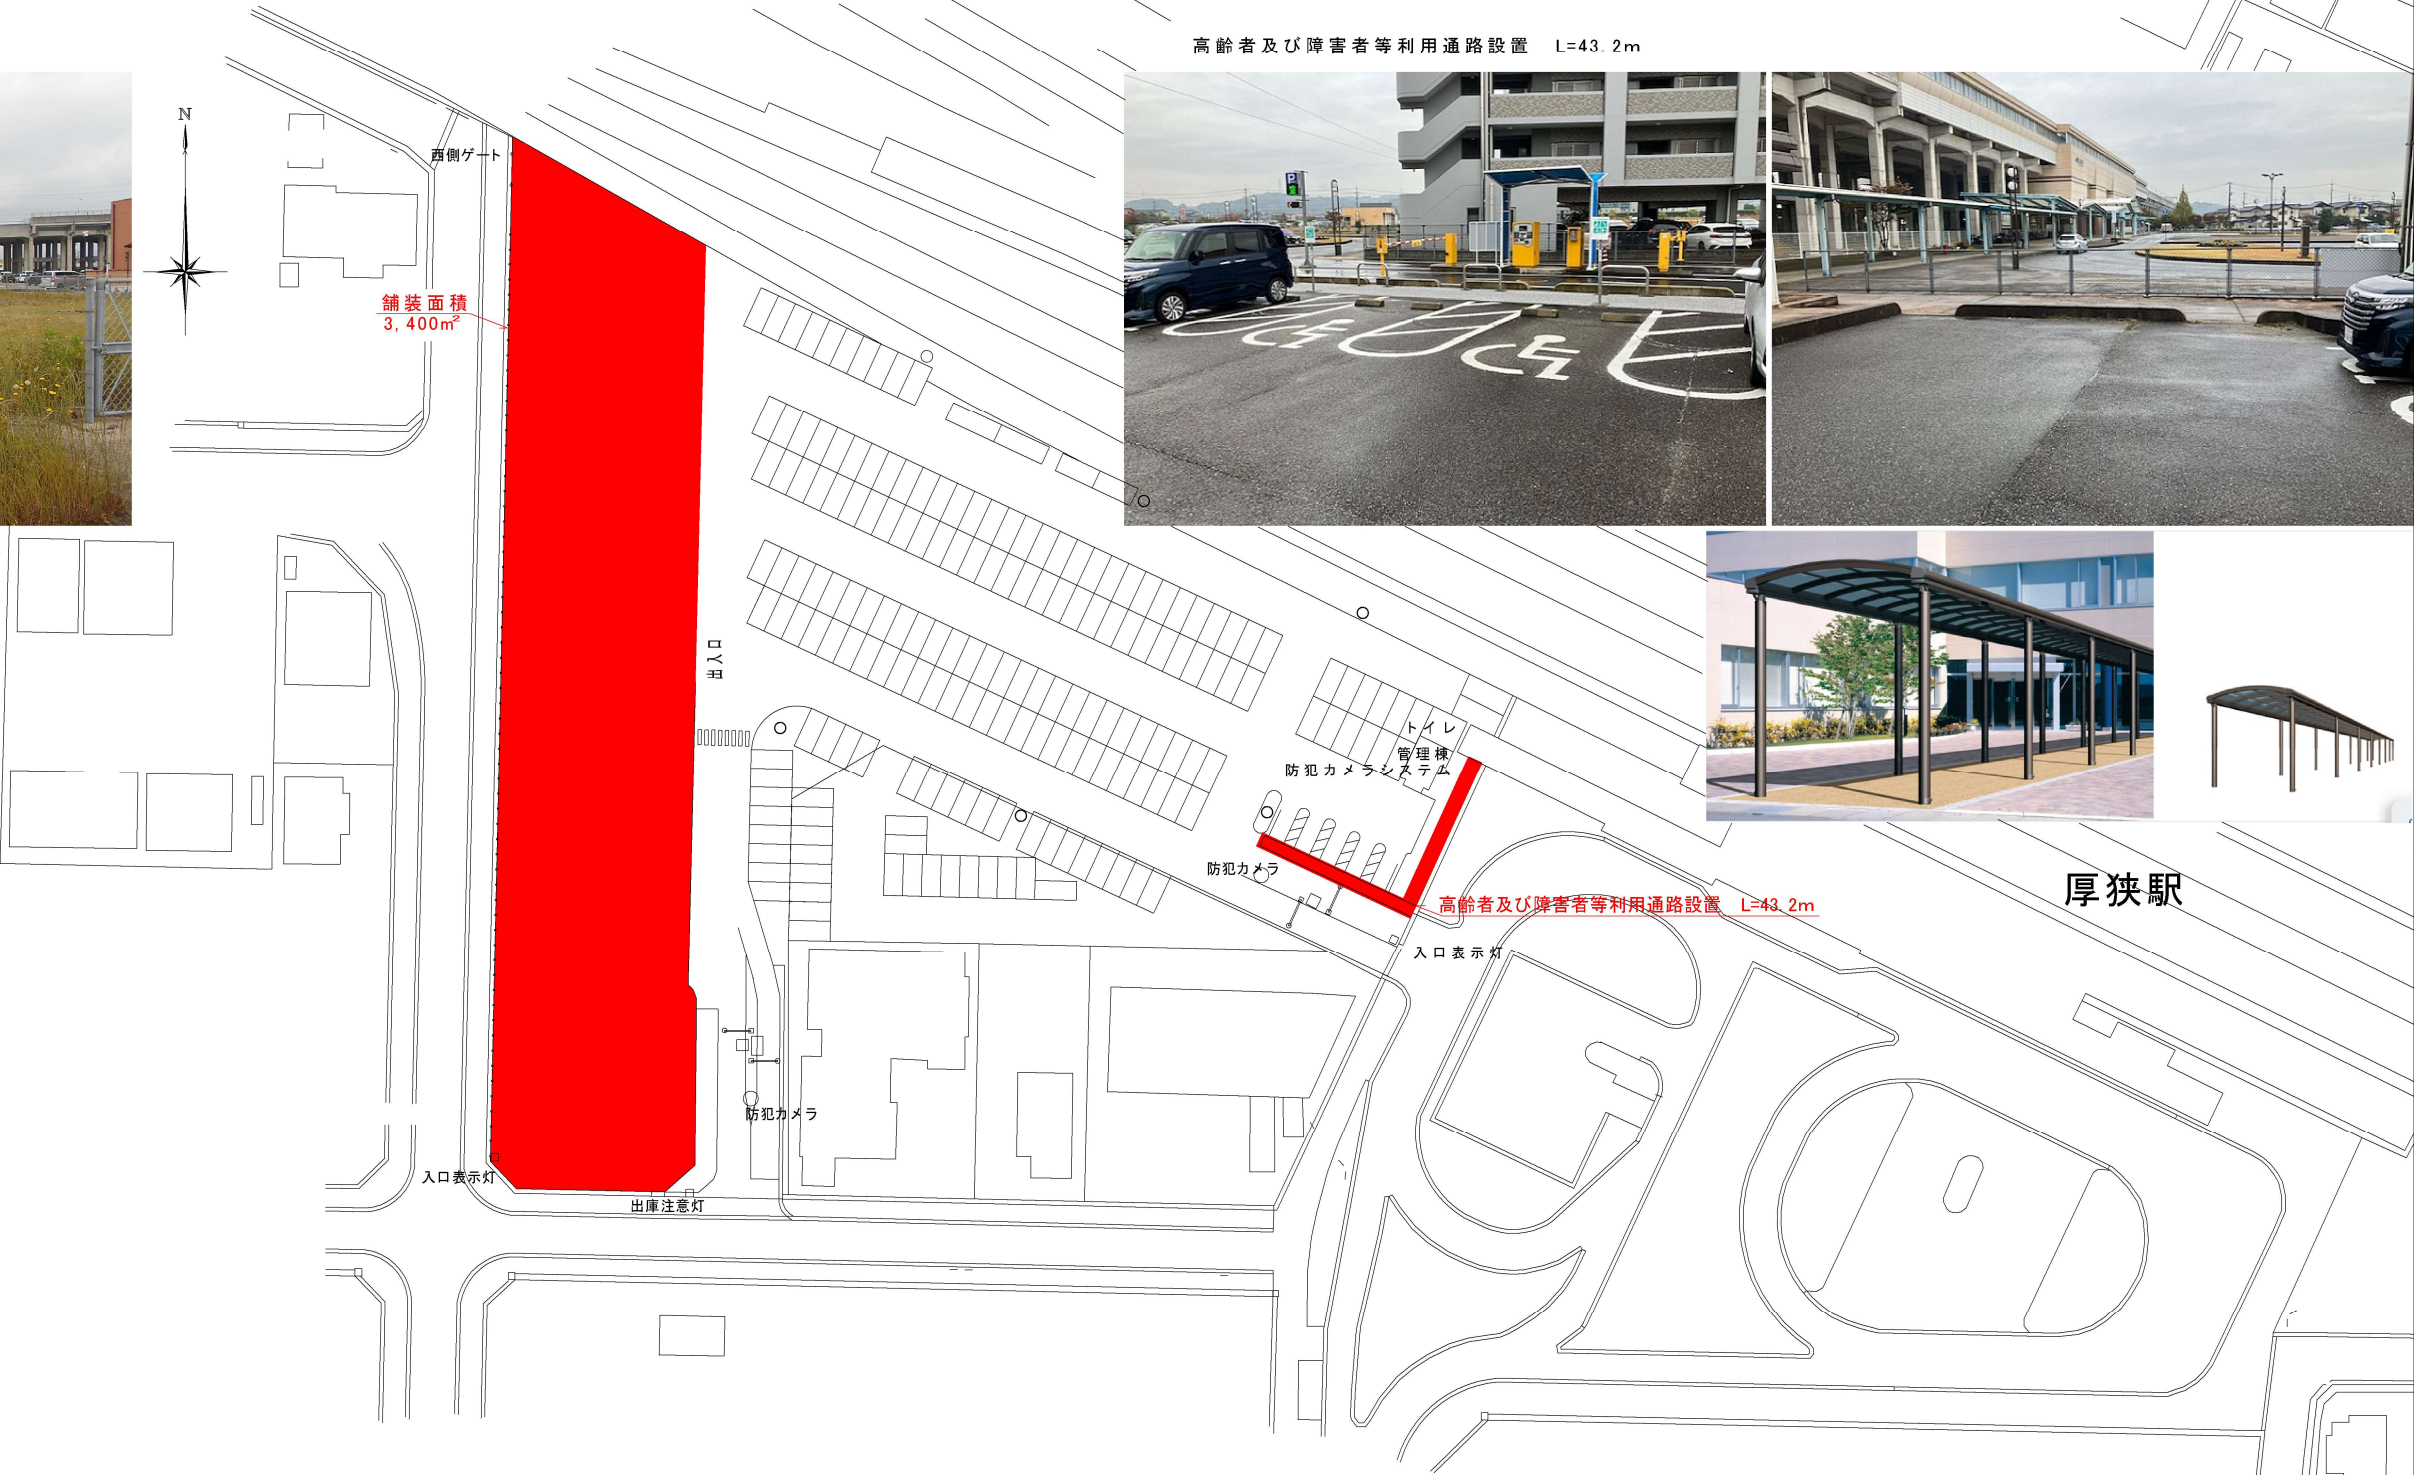 高齢者及び障害者等利用通路設置 L=43.2m
N
西側ゲート
舗装面積
3,400m²
P
出入口
トイレ
管理棟
防犯カメラシステム
防犯カメラ
高齢者及び障害者等利用通路設置 L=43.2m
厚狭駅
入口表示灯
防犯カメラ
入口表示灯
出庫注意灯